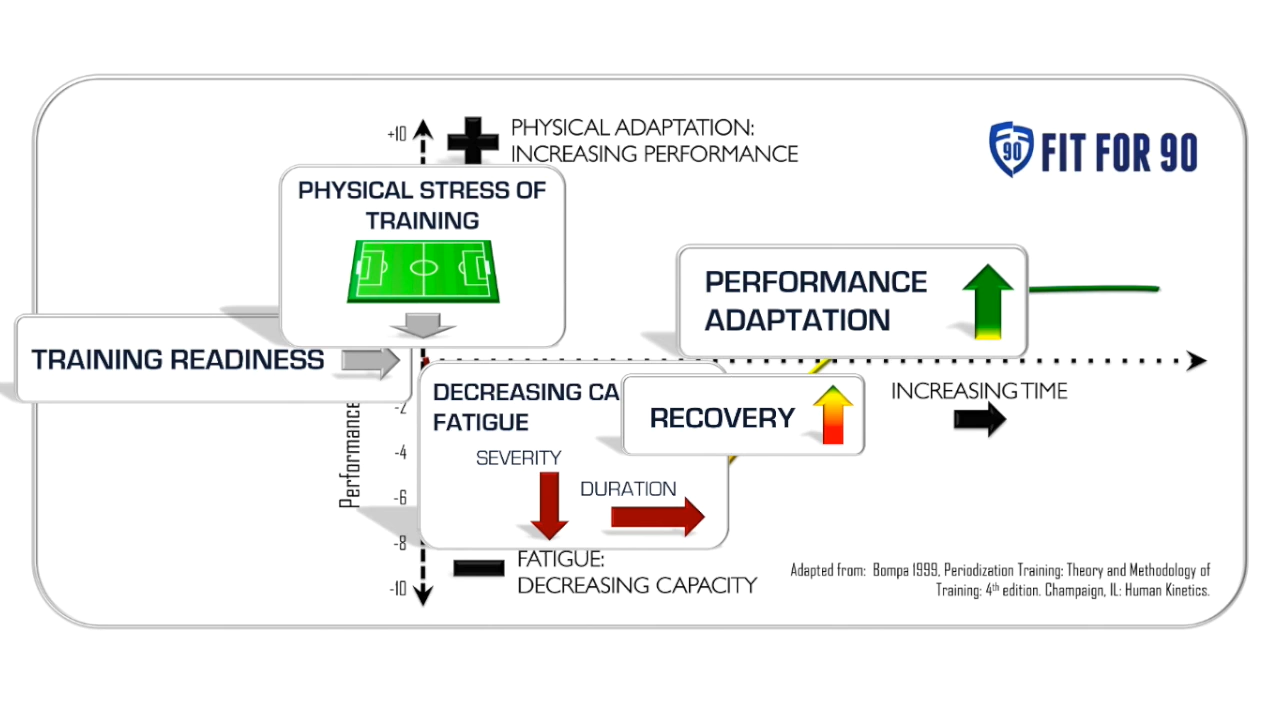 +10
PHYSICAL ADAPTATION:
INCREASING PERFORMANCE
90
FIT FOR 90
PHYSICAL STRESS OF
TRAINING
PERFORMANCE
ADAPTATION
TRAINING READINESS
DECREASING CA
FATIGUE
RECOVERY
INCREASING TIME
-2
-4
-6
-8
-10
Performance
SEVERITY
DURATION
FATIGUE:
DECREASING CAPACITY
Adapted from: Bompa 1999, Periodization Training: Theory and Methodology of
Training: 4th edition. Champaign, IL: Human Kinetics.